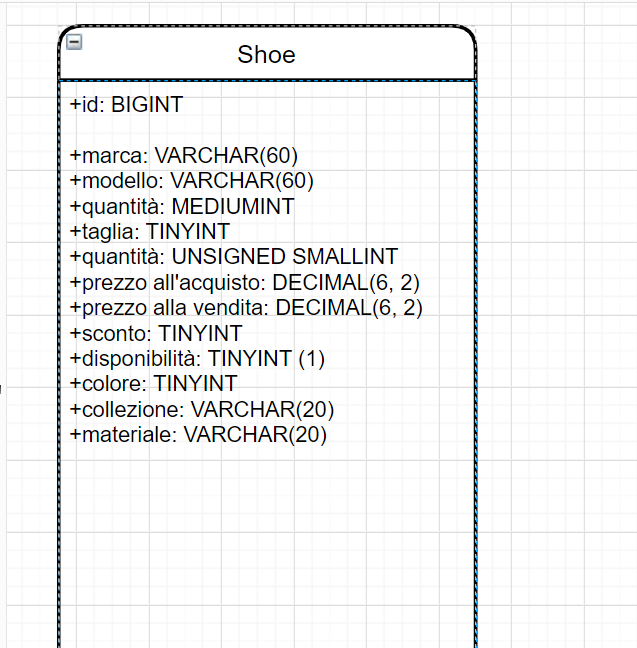 Shoe
+id: BIGINT
+marca: VARCHAR(60)
+modello: VARCHAR(60)
+quantità: MEDIUMINT
+taglia: TINYINT
+quantità: UNSIGNED SMALLINT
+prezzo all'acquisto: DECIMAL(6, 2)
+prezzo alla vendita: DECIMAL(6, 2)
+sconto: TINYINT
+disponibilità: TINYINT (1)
+colore: TINYINT
+collezione: VARCHAR(20)
+materiale: VARCHAR(20)